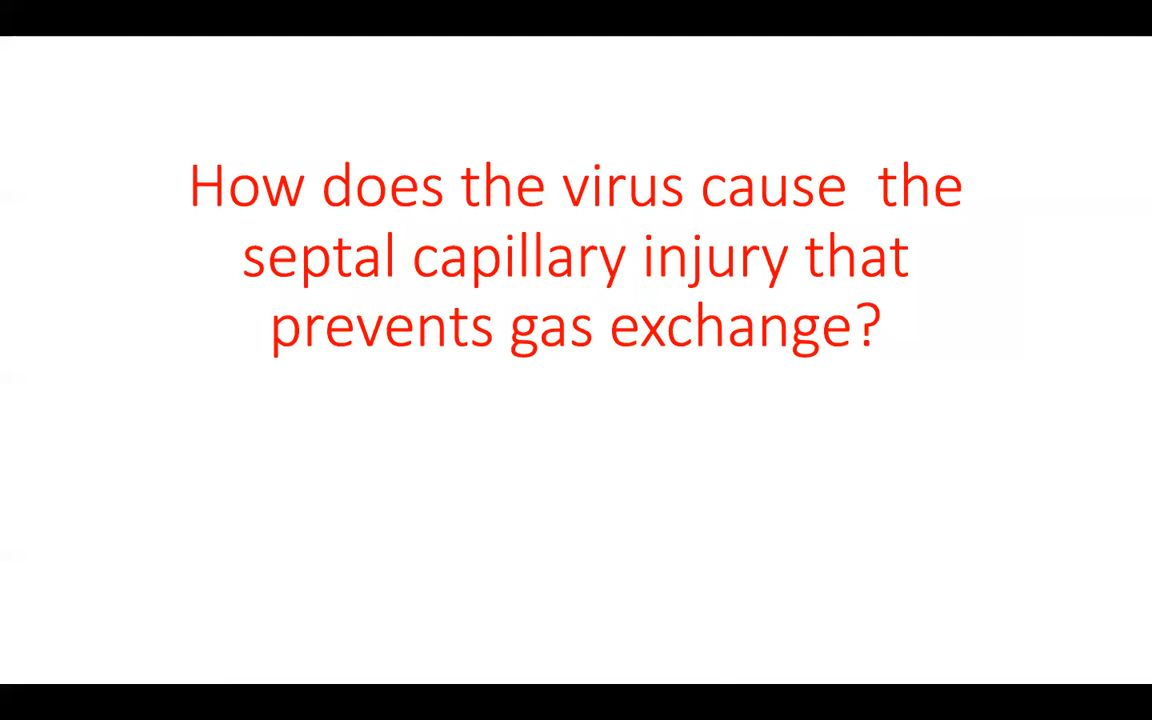 How does the virus cause  the
septal capillary injury that
prevents gas exchange?